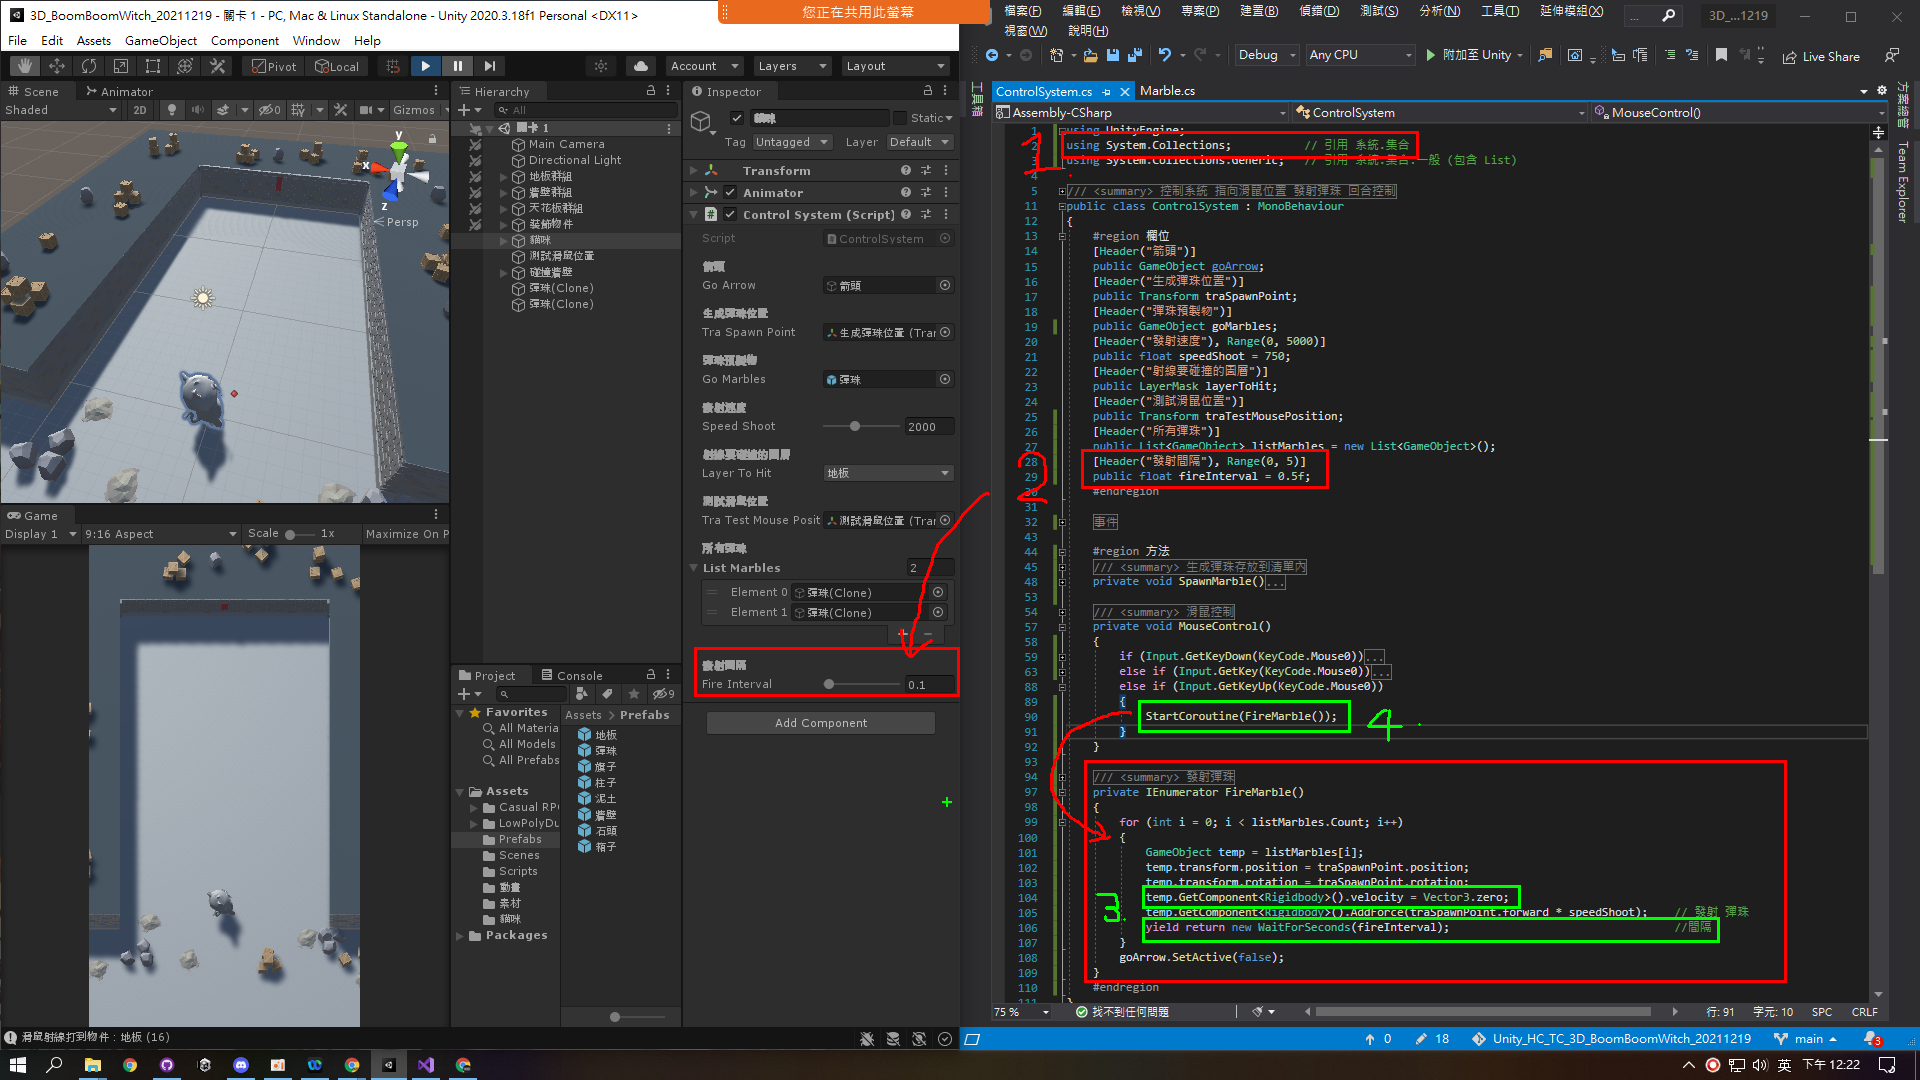 3D_BoomBoomWitch_20211219 - 關卡 1 - PC, Mac & Linux Standalone - Unity 2020.3.18f1 Personal <DX11>
您正在共用此螢幕
File Edit Assets GameObject Component Window Help
Pivot Local Account Layers Layout
Scene Animator
Shaded 2D 0 Gizmos
y x z Persp
Game
Display 1 9:16 Aspect Scale 1x Maximize On P
Hierarchy
All
關卡 1
Main Camera
Directional Light
地板群組
牆壁群組
天花板群組
裝飾物件
貓咪
測試滑鼠位置
碰撞牆壁
彈珠(Clone)
彈珠(Clone)
Project Console
9
Favorites
All Materia
All Models
All Prefabs
Assets
Casual RP
LowPolyDu
Prefabs
Scenes
Scripts
動畫
素材
貓咪
Packages
Assets > Prefabs
地板
彈珠
旗子
柱子
泥土
牆壁
石頭
箱子
Inspector
貓咪 Static
Tag Untagged Layer Default
Transform
Animator
Control System (Script)
Script ControlSystem
箭頭
Go Arrow 箭頭
生成彈珠位置
Tra Spawn Point 生成彈珠位置 (Trar
彈珠預製物
Go Marbles 彈珠
發射速度
Speed Shoot 2000
射線要碰撞的圖層
Layer To Hit 地板
測試滑鼠位置
Tra Test Mouse Posit 測試滑鼠位置 (Trar
所有彈珠
List Marbles 2
Element 0 彈珠(Clone)
Element 1 彈珠(Clone)
+ −
發射間隔
Fire Interval 0.1
Add Component
滑鼠射線打到物件 : 地板 (16)
檔案(F) 編輯(E) 檢視(V) 專案(P) 建置(B) 偵錯(D) 測試(S) 分析(N) 工具(T) 延伸模組(X)
... 3D_...1219
視窗(W) 說明(H)
Debug Any CPU 附加至 Unity Live Share
工具箱
ControlSystem.cs Marble.cs
Assembly-CSharp ControlSystem MouseControl()
方案總管
Team Explorer
1 using UnityEngine;
2 using System.Collections; // 引用 系統.集合
3 using System.Collections.Generic; // 引用 系統.集合.一般 (包含 List)
4
5 /// <summary> 控制系統 指向滑鼠位置 發射彈珠 回合控制
11 public class ControlSystem : MonoBehaviour
12 {
13 #region 欄位
14 [Header("箭頭")]
15 public GameObject goArrow;
16 [Header("生成彈珠位置")]
17 public Transform traSpawnPoint;
18 [Header("彈珠預製物")]
19 public GameObject goMarbles;
20 [Header("發射速度"), Range(0, 5000)]
21 public float speedShoot = 750;
22 [Header("射線要碰撞的圖層")]
23 public LayerMask layerToHit;
24 [Header("測試滑鼠位置")]
25 public Transform traTestMousePosition;
26 [Header("所有彈珠")]
27 public List<GameObject> listMarbles = new List<GameObject>();
28 [Header("發射間隔"), Range(0, 5)]
29 public float fireInterval = 0.5f;
30 #endregion
31
32 事件
43
44 #region 方法
45 /// <summary> 生成彈珠存放到清單內
48 private void SpawnMarble()...
53
54 /// <summary> 滑鼠控制
57 private void MouseControl()
58 {
59 if (Input.GetKeyDown(KeyCode.Mouse0))...
63 else if (Input.GetKey(KeyCode.Mouse0))...
88 else if (Input.GetKeyUp(KeyCode.Mouse0))
89 {
90 StartCoroutine(FireMarble());
91 }
92 }
93
94 /// <summary> 發射彈珠
97 private IEnumerator FireMarble()
98 {
99 for (int i = 0; i < listMarbles.Count; i++)
100 {
101 GameObject temp = listMarbles[i];
102 temp.transform.position = traSpawnPoint.position;
103 temp.transform.rotation = traSpawnPoint.rotation;
104 temp.GetComponent<Rigidbody>().velocity = Vector3.zero;
105 temp.GetComponent<Rigidbody>().AddForce(traSpawnPoint.forward * speedShoot); // 發射 彈珠
106 yield return new WaitForSeconds(fireInterval); //間隔
107 }
108 goArrow.SetActive(false);
109 }
110 #endregion
111 }
1
2
3.
4
75 % 找不到任何問題 行: 91 字元: 10 SPC CRLF
0 18 Unity_HC_TC_3D_BoomBoomWitch_20211219 main 3
英 下午 12:22